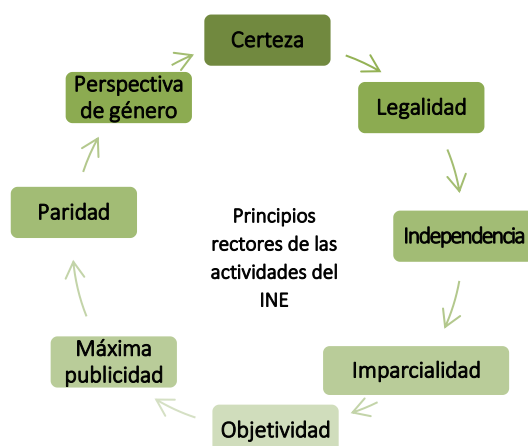 Certeza
Legalidad
Independencia
Imparcialidad
Objetividad
Máxima
publicidad
Paridad
Perspectiva
de género
Principios
rectores de las
actividades del
INE